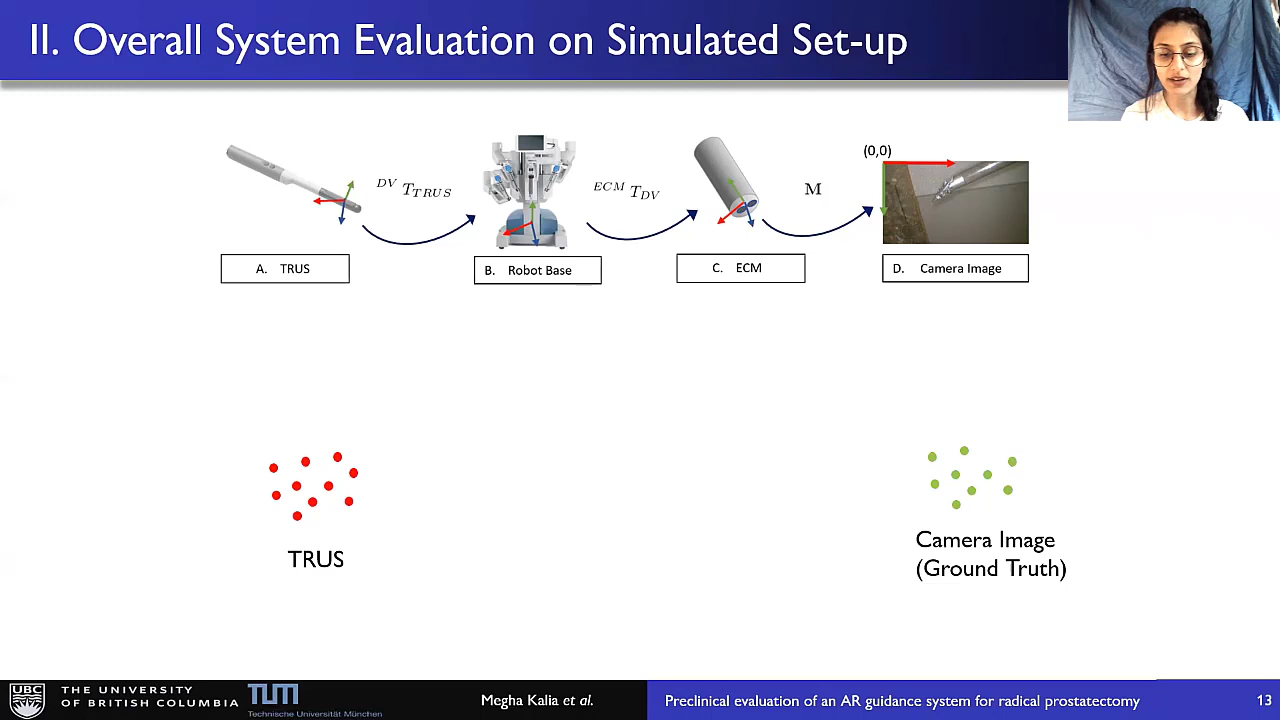 II. Overall System Evaluation on Simulated Set-up
(0,0)
DV T TRUS
ECM T DV
M
A. TRUS
B. Robot Base
C. ECM
D. Camera Image
TRUS
Camera Image
(Ground Truth)
UBC
THE UNIVERSITY
OF BRITISH COLUMBIA
TUM
Technische Universität München
Megha Kalia et al.
Preclinical evaluation of an AR guidance system for radical prostatectomy
13